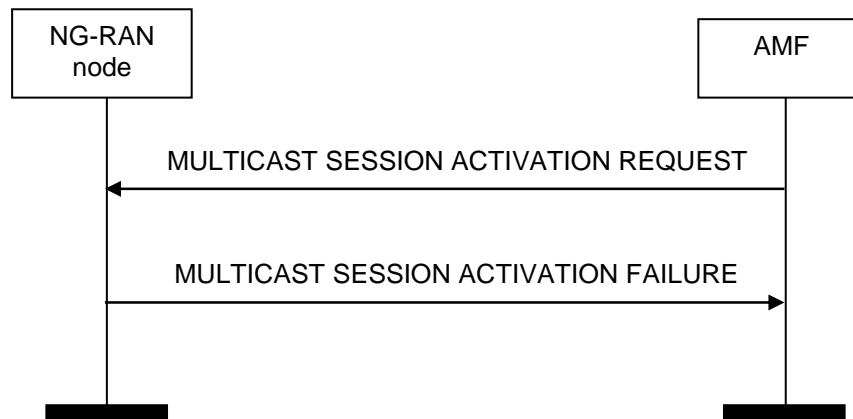 NG-RAN
node
AMF
MULTICAST SESSION ACTIVATION REQUEST
MULTICAST SESSION ACTIVATION FAILURE